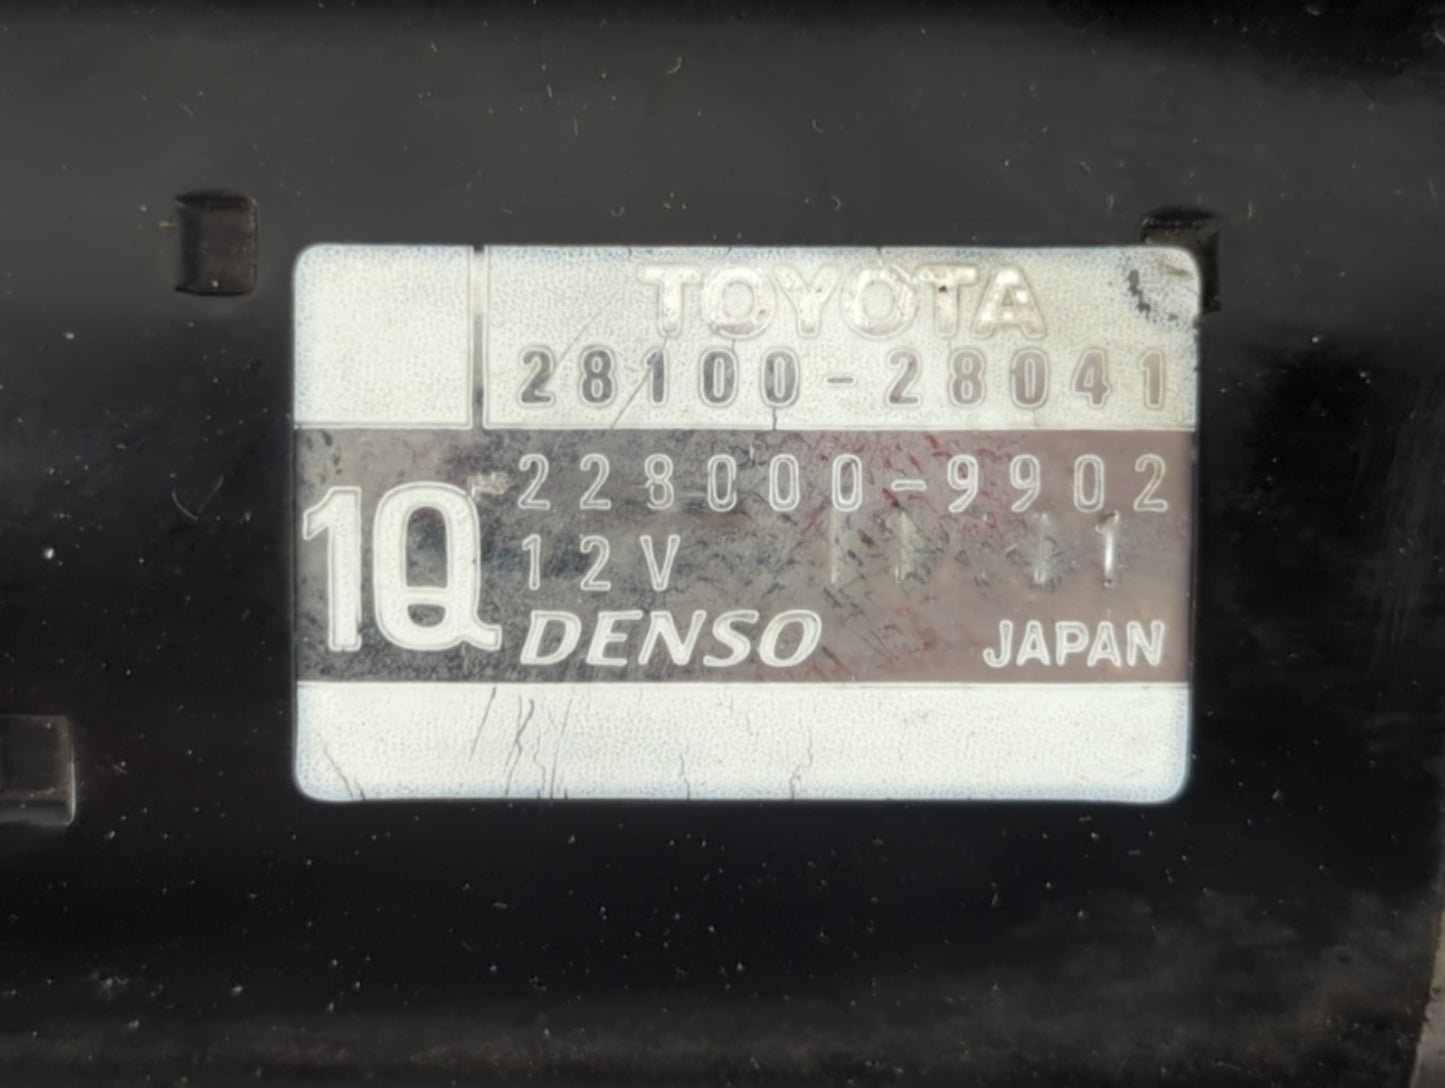 TOYOTA
28100-28041
228000-9902
1Q
12V
DENSO JAPAN